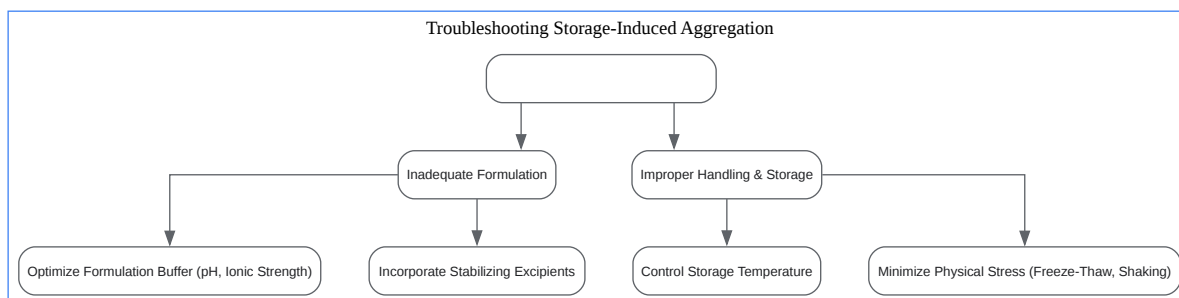 Troubleshooting Storage-Induced Aggregation
Inadequate Formulation
Improper Handling & Storage
Optimize Formulation Buffer (pH, Ionic Strength)
Incorporate Stabilizing Excipients
Control Storage Temperature
Minimize Physical Stress (Freeze-Thaw, Shaking)